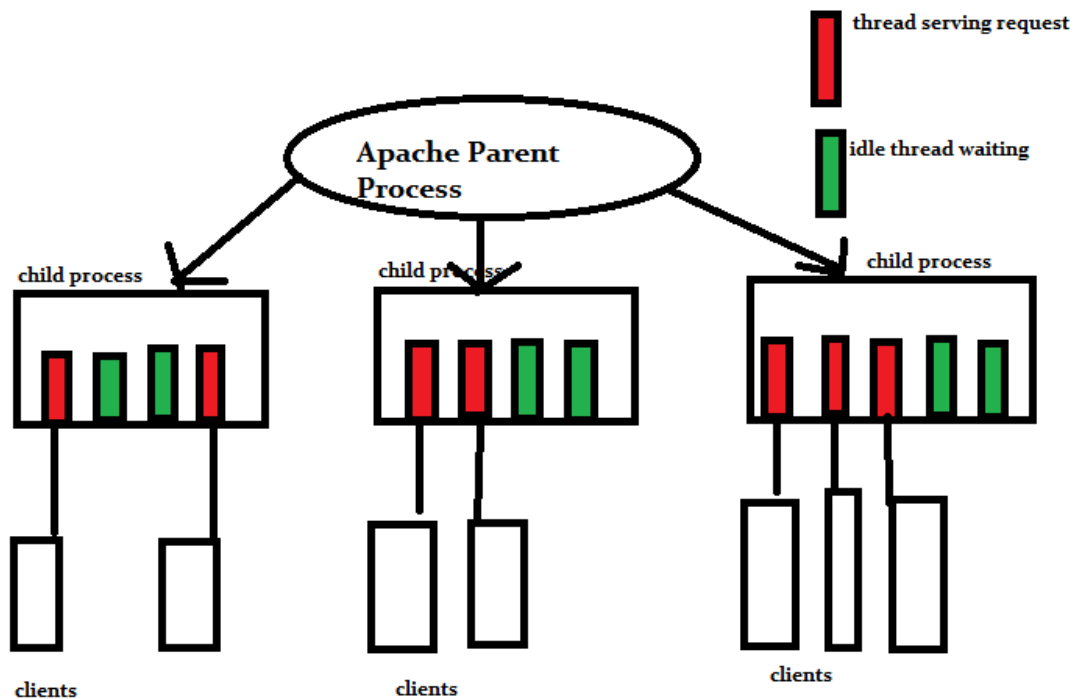 thread serving request
idle thread waiting
Apache Parent
Process
child process
child process
child process
clients
clients
clients